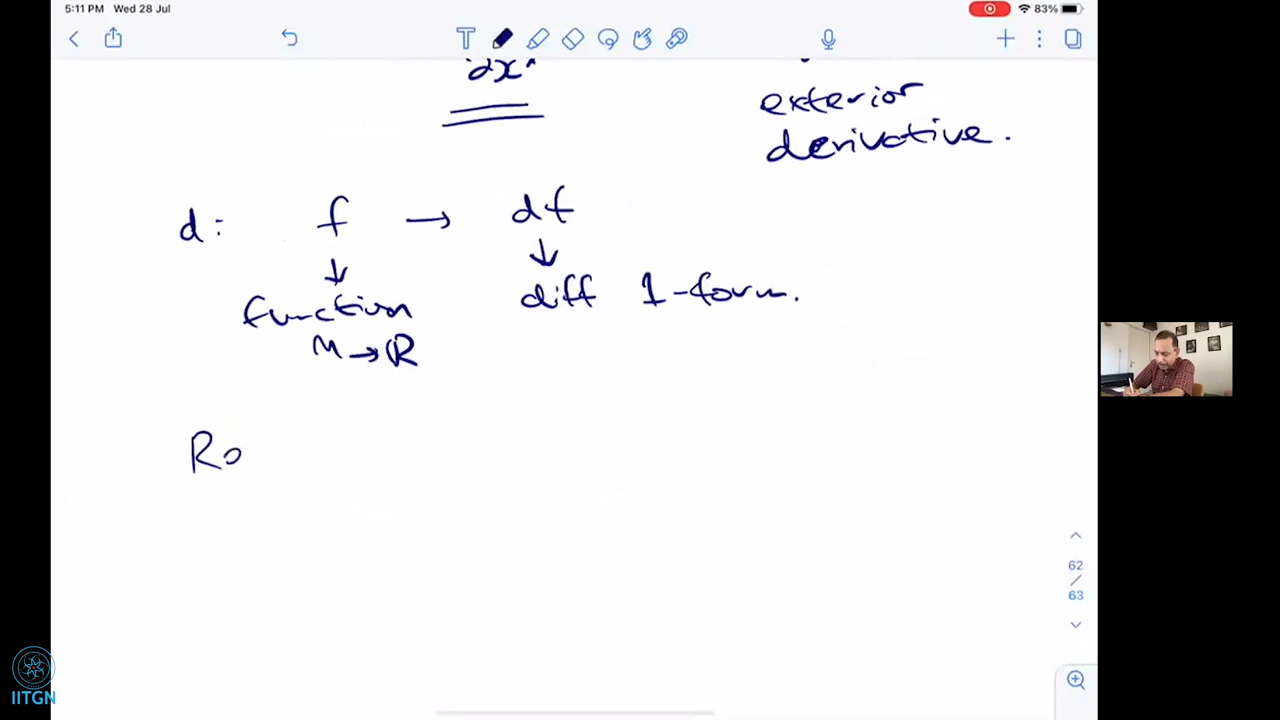 5:11 PM Wed 28 Jul
83%
T
exterior
derivative.
d: f → df
↓ ↓
function diff 1-form.
M → ℝ
Ro
62
/
63
IITGN